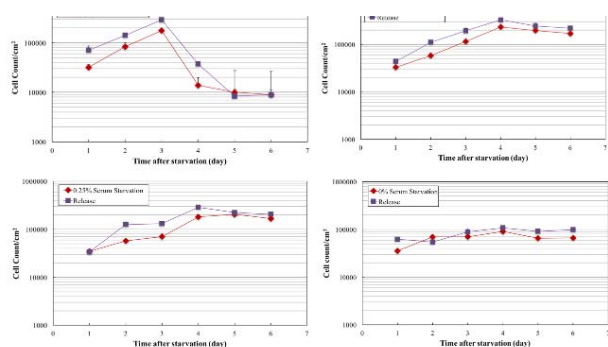 Release
100000
10000
1000
Cell Count/cm²
0 1 2 3 4 5 6 7
Time after starvation (day)
100000
10000
1000
Cell Count/cm²
0 1 2 3 4 5 6 7
Time after starvation (day)
0.25% Serum Starvation
Release
1000000
100000
10000
1000
Cell Count/cm²
0 1 2 3 4 5 6 7
Time after starvation (day)
0% Serum Starvation
Release
1000000
100000
10000
1000
Cell Count/cm²
0 1 2 3 4 5 6 7
Time after starvation (day)